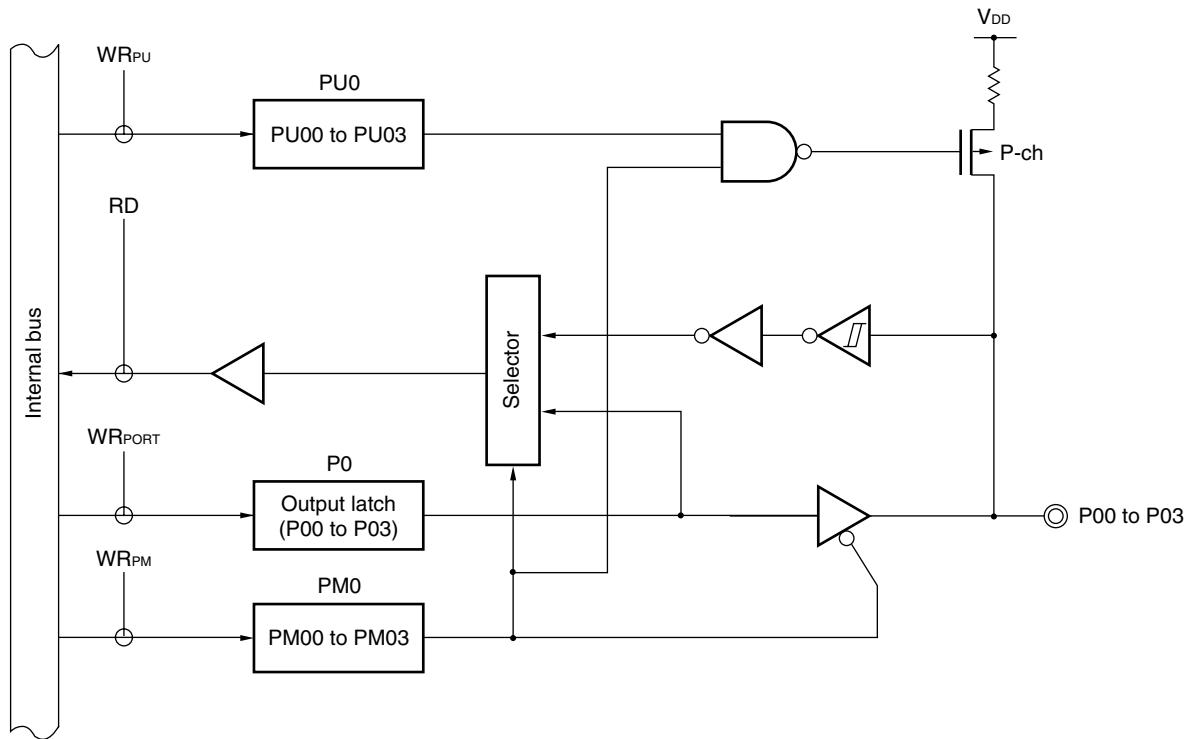 VDD
WRPU
PU0
PU00 to PU03
P-ch
RD
Internal bus
Selector
WRPORT
P0
Output latch
(P00 to P03)
P00 to P03
WRPM
PM0
PM00 to PM03